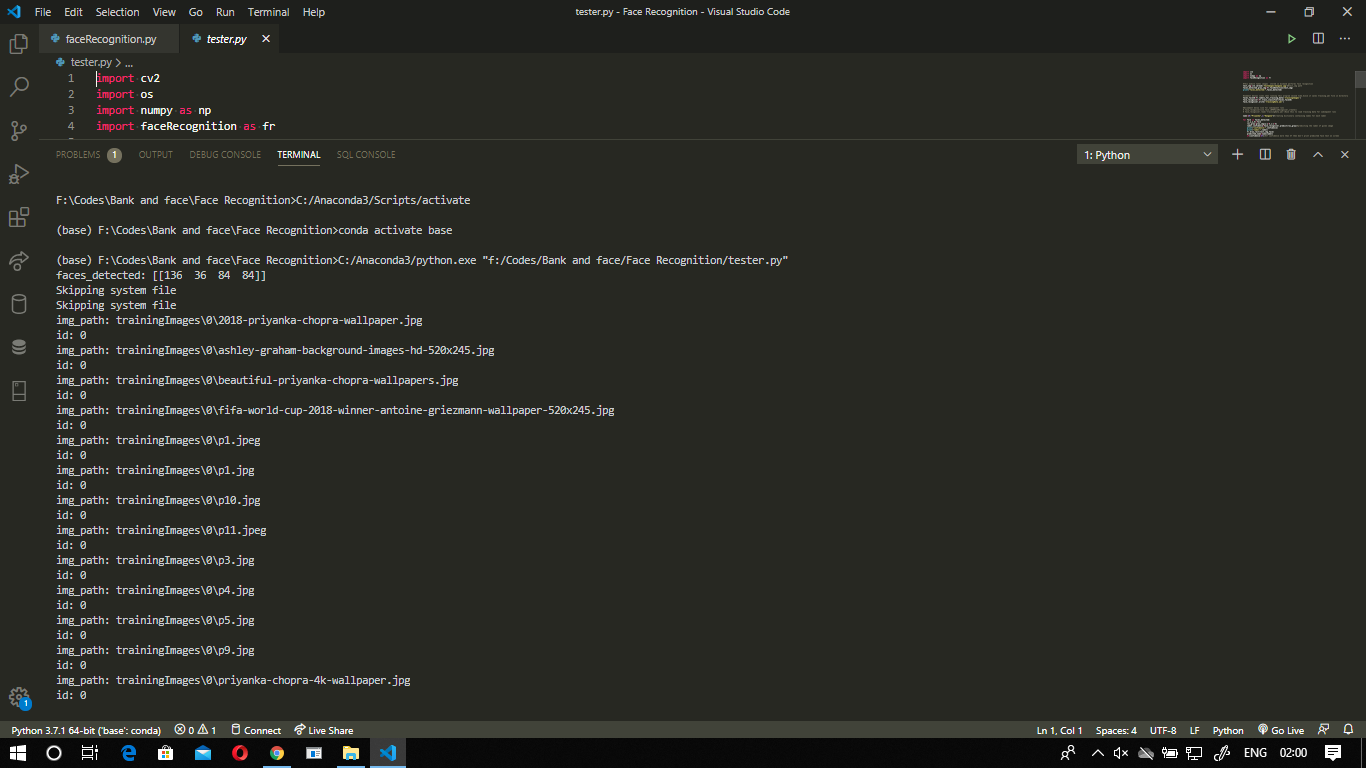 File Edit Selection View Go Run Terminal Help
tester.py - Face Recognition - Visual Studio Code
faceRecognition.py
tester.py
tester.py > ...
1 import cv2
2 import os
3 import numpy as np
4 import faceRecognition as fr
PROBLEMS 1 OUTPUT DEBUG CONSOLE TERMINAL SQL CONSOLE
1: Python
F:\Codes\Bank and face\Face Recognition>C:/Anaconda3/Scripts/activate
(base) F:\Codes\Bank and face\Face Recognition>conda activate base
(base) F:\Codes\Bank and face\Face Recognition>C:/Anaconda3/python.exe "f:/Codes/Bank and face/Face Recognition/tester.py"
faces_detected: [[136  36  84  84]]
Skipping system file
Skipping system file
img_path: trainingImages\0\2018-priyanka-chopra-wallpaper.jpg
id: 0
img_path: trainingImages\0\ashley-graham-background-images-hd-520x245.jpg
id: 0
img_path: trainingImages\0\beautiful-priyanka-chopra-wallpapers.jpg
id: 0
img_path: trainingImages\0\fifa-world-cup-2018-winner-antoine-griezmann-wallpaper-520x245.jpg
id: 0
img_path: trainingImages\0\p1.jpeg
id: 0
img_path: trainingImages\0\p1.jpg
id: 0
img_path: trainingImages\0\p10.jpg
id: 0
img_path: trainingImages\0\p11.jpeg
id: 0
img_path: trainingImages\0\p3.jpg
id: 0
img_path: trainingImages\0\p4.jpg
id: 0
img_path: trainingImages\0\p5.jpg
id: 0
img_path: trainingImages\0\p9.jpg
id: 0
img_path: trainingImages\0\priyanka-chopra-4k-wallpaper.jpg
id: 0
1
Python 3.7.1 64-bit ('base': conda) 0 1 Connect Live Share
Ln 1, Col 1 Spaces: 4 UTF-8 LF Python Go Live
ENG 02:00